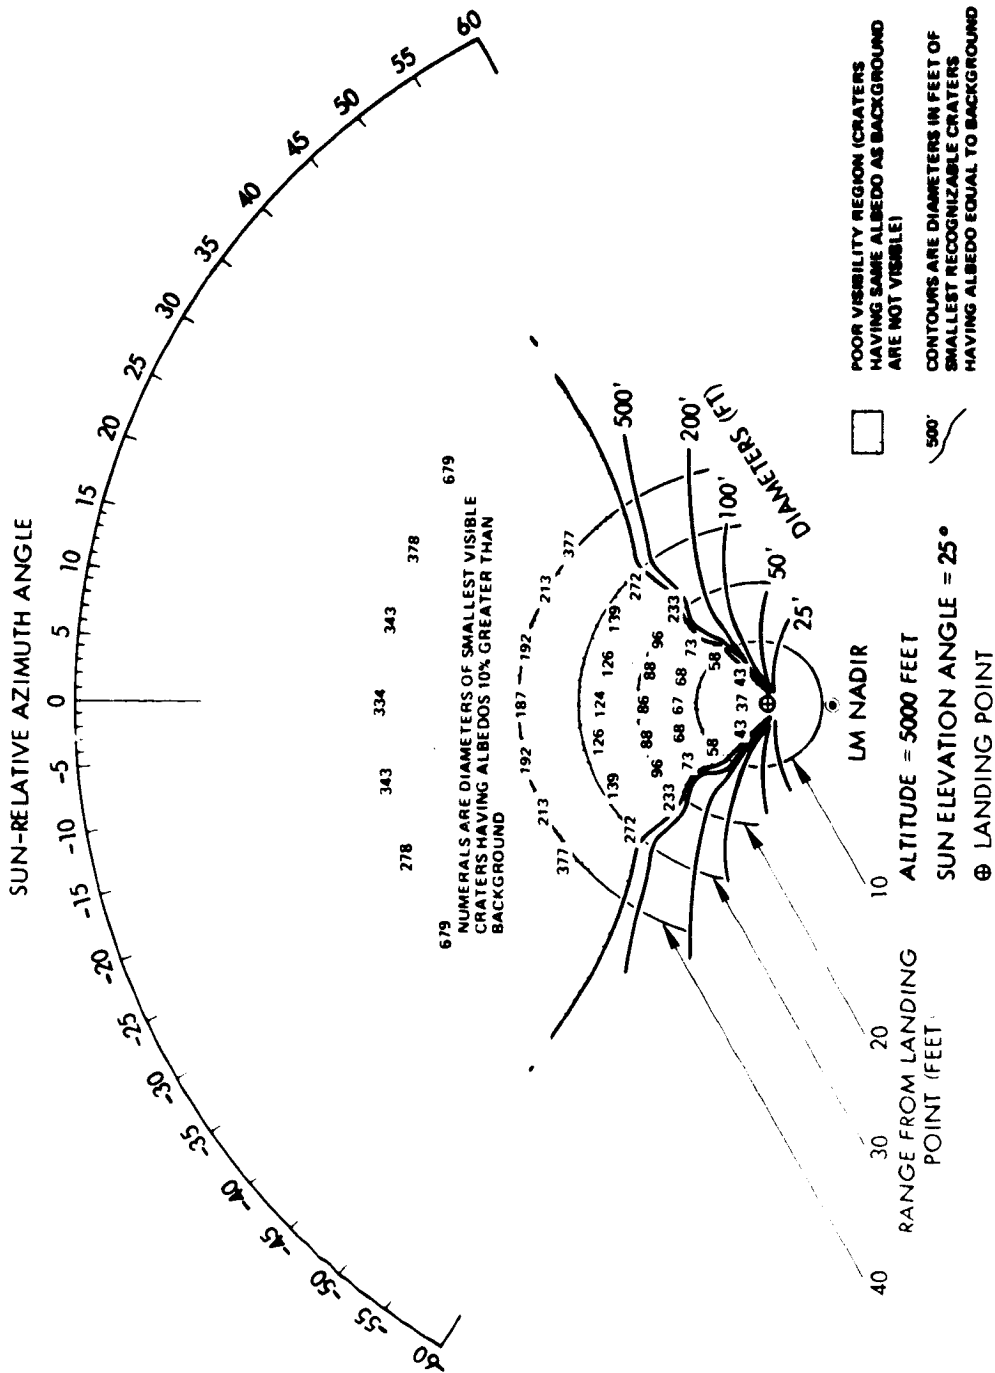 SUN-RELATIVE AZIMUTH ANGLE
-60 -55 -50 -45 -40 -35 -30 -25 -20 -15 -10 -5 0 5 10 15 20 25 30 35 40 45 50 55 60
278 343 334 343 378
679 679
NUMERALS ARE DIAMETERS OF SMALLEST VISIBLE
CRATERS HAVING ALBEDOS 10% GREATER THAN
BACKGROUND
377 213 192 187 192 213 377
272 139 126 124 126 139 272
233 96 88 86 88 96 233
73 68 67 68 73
58 58
43 37 43
500'
200'
100'
50'
25'
DIAMETERS (FT)
LM NADIR
ALTITUDE = 5000 FEET
SUN ELEVATION ANGLE = 25°
⊕ LANDING POINT
40 30 20 10
RANGE FROM LANDING
POINT (FEET
POOR VISIBILITY REGION (CRATERS
HAVING SAME ALBEDO AS BACKGROUND
ARE NOT VISIBLE)
500'
CONTOURS ARE DIAMETERS IN FEET OF
SMALLEST RECOGNIZABLE CRATERS
HAVING ALBEDO EQUAL TO BACKGROUND